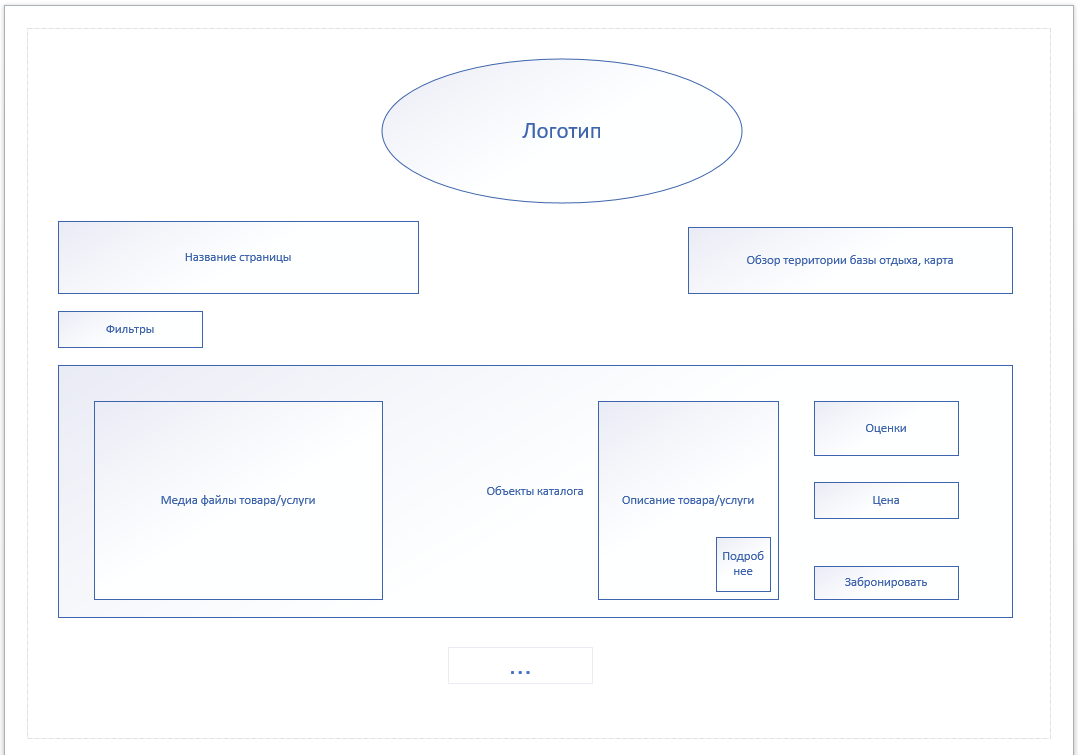 Логотип
Название страницы
Обзор территории базы отдыха, карта
Фильтры
Медиа файлы товара/услуги
Объекты каталога
Описание товара/услуги
Подроб
нее
Оценки
Цена
Забронировать
...